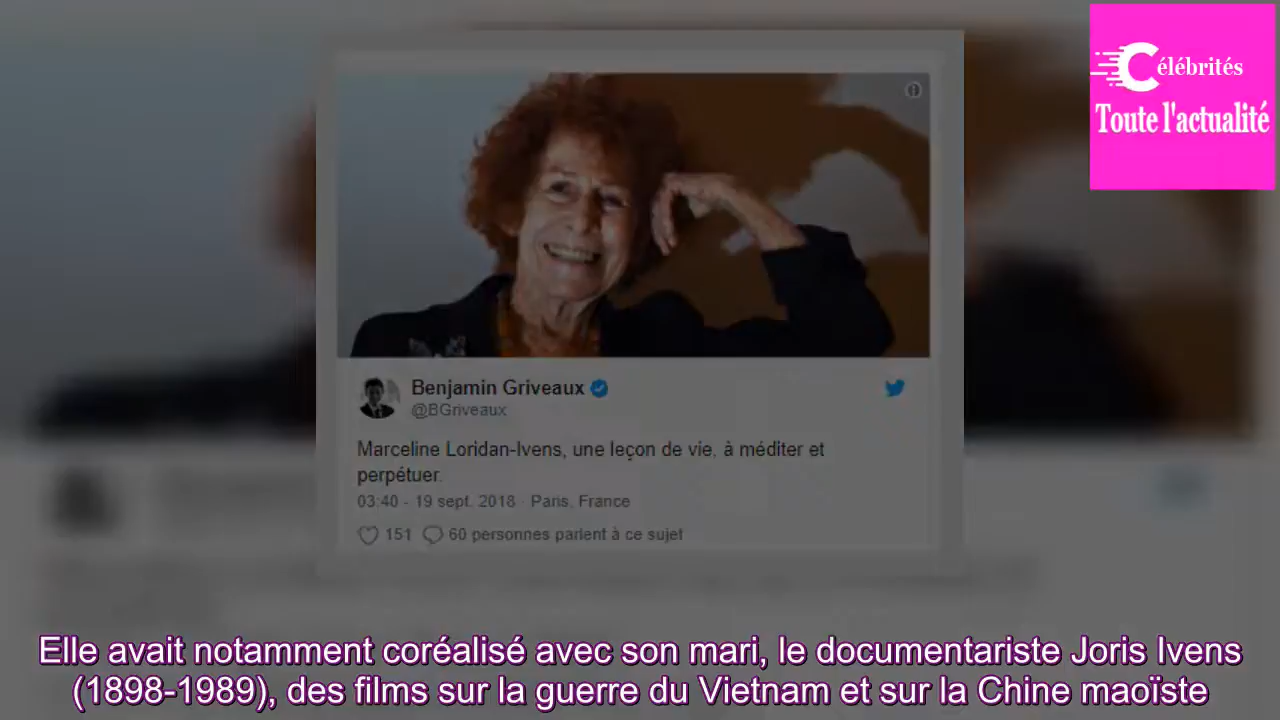 Célébrités
Toute l'actualité
Benjamin Griveaux
@BGriveaux
Marceline Loridan-Ivens, une leçon de vie, à méditer et
perpétuer.
03:40 - 19 sept. 2018 · Paris, France
151 60 personnes parlent à ce sujet
Elle avait notamment coréalisé avec son mari, le documentariste Joris Ivens
(1898-1989), des films sur la guerre du Vietnam et sur la Chine maoïste